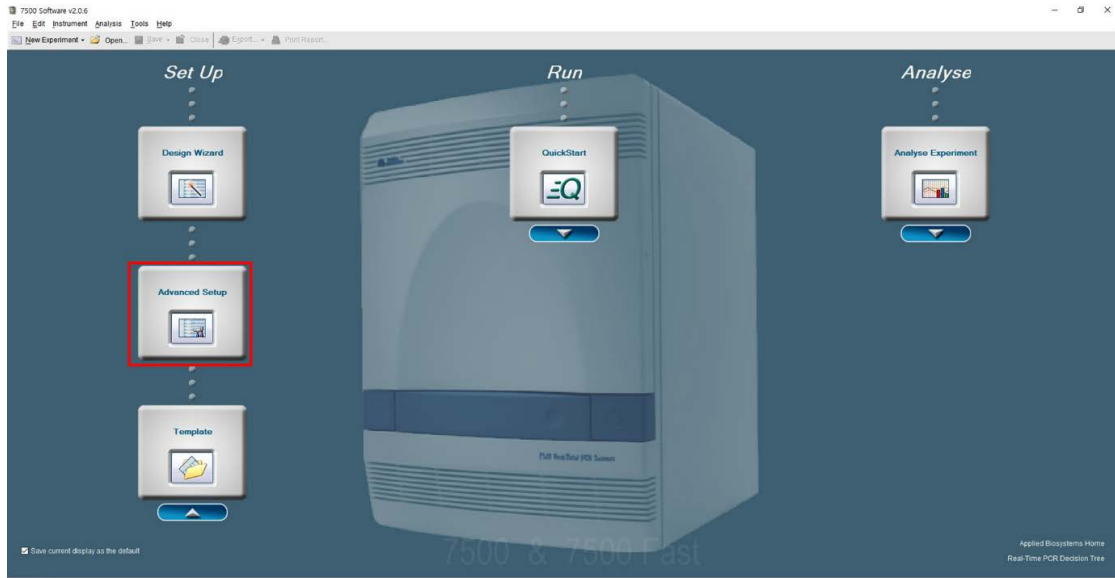 7500 Software v2.0.6
File Edit Instrument Analysis Tools Help
New Experiment Open... Save Close Export... Print Report...
Set Up Run Analyse
Design Wizard QuickStart Analyse Experiment
Advanced Setup
Template
Save current display as the default
7500 & 7500 Fast
Applied Biosystems Home
Real-Time PCR Decision Tree